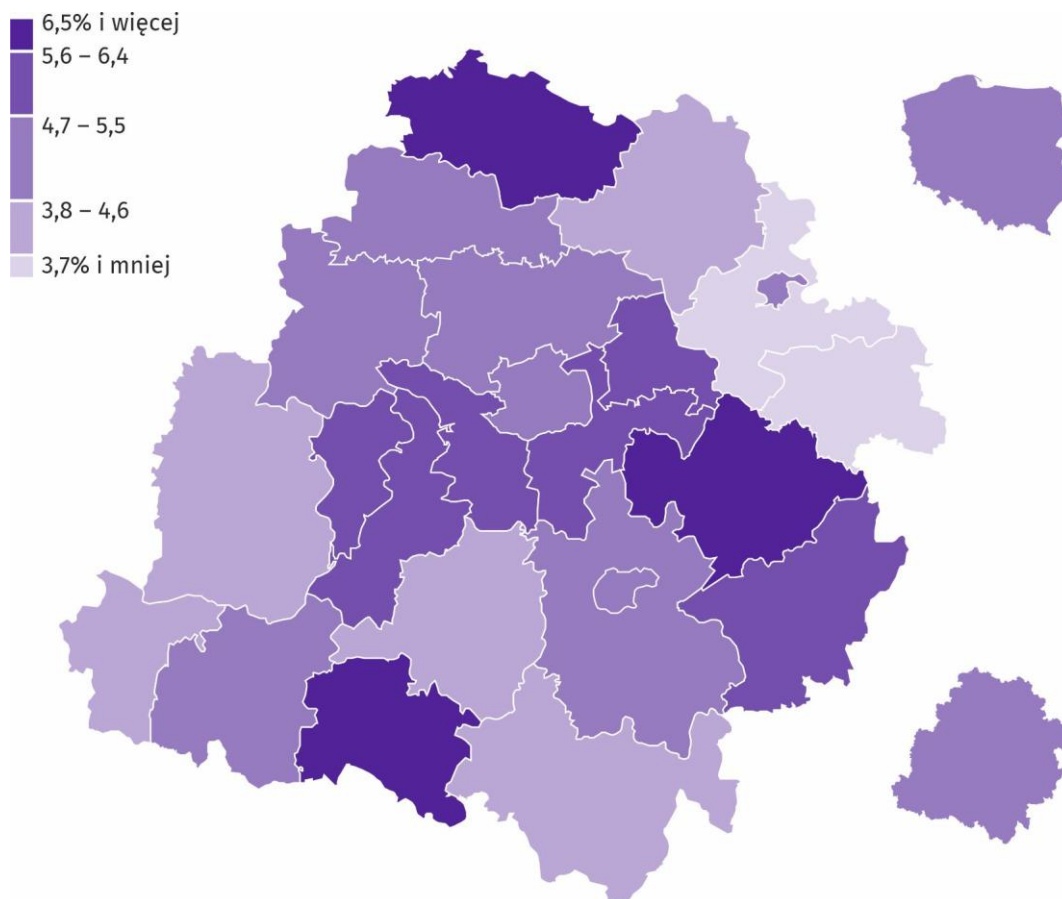 6,5% i więcej
5,6 – 6,4
4,7 – 5,5
3,8 – 4,6
3,7% i mniej